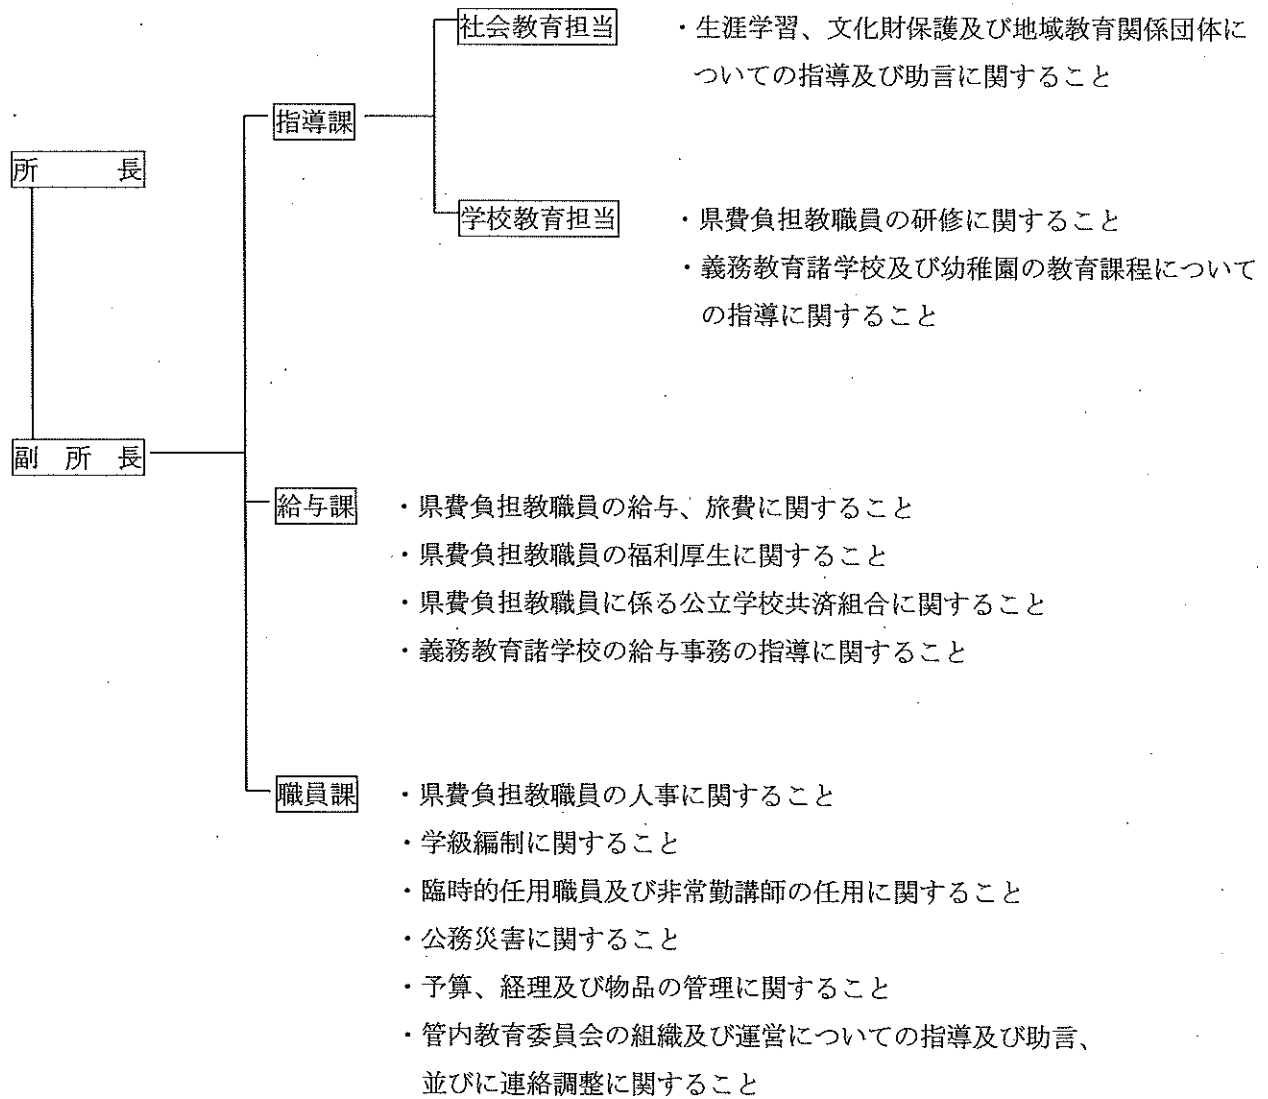 社会教育担当
・生涯学習、文化財保護及び地域教育関係団体に
ついての指導及び助言に関すること
指導課
所　　長
学校教育担当
・県費負担教職員の研修に関すること
・義務教育諸学校及び幼稚園の教育課程について
の指導に関すること
副　所　長
給与課
・県費負担教職員の給与、旅費に関すること
・県費負担教職員の福利厚生に関すること
・県費負担教職員に係る公立学校共済組合に関すること
・義務教育諸学校の給与事務の指導に関すること
職員課
・県費負担教職員の人事に関すること
・学級編制に関すること
・臨時的任用職員及び非常勤講師の任用に関すること
・公務災害に関すること
・予算、経理及び物品の管理に関すること
・管内教育委員会の組織及び運営についての指導及び助言、
並びに連絡調整に関すること